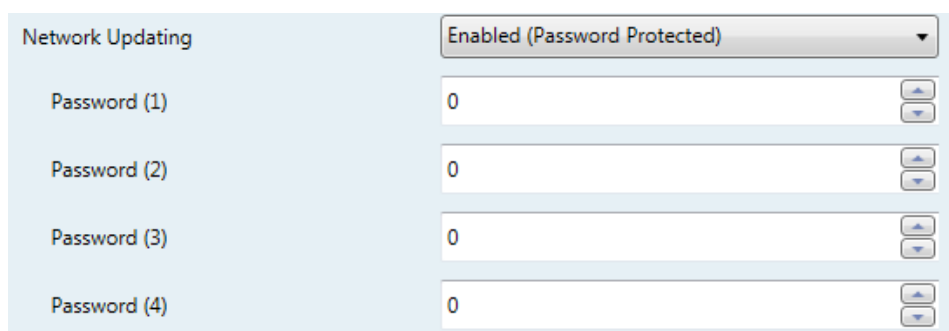 Network Updating Enabled (Password Protected)
Password (1) 0
Password (2) 0
Password (3) 0
Password (4) 0